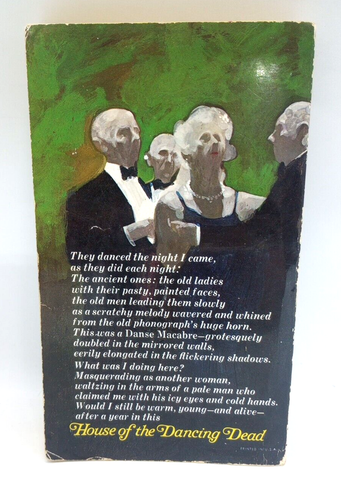 They danced the night I came,
as they did each night.
The ancient ones: the old ladies
with their pasty, painted faces,
the old men leading them slowly
as a scratchy melody wavered and whined
from the old phonograph's huge horn.
This was a Danse Macabre—grotesquely
doubled in the mirrored walls,
eerily elongated in the flickering shadows.
What was I doing here?
Masquerading as another woman,
waltzing in the arms of a pale man who
claimed me with his icy eyes and cold hands.
Would I still be warm, young—and alive—
after a year in this
House of the Dancing Dead